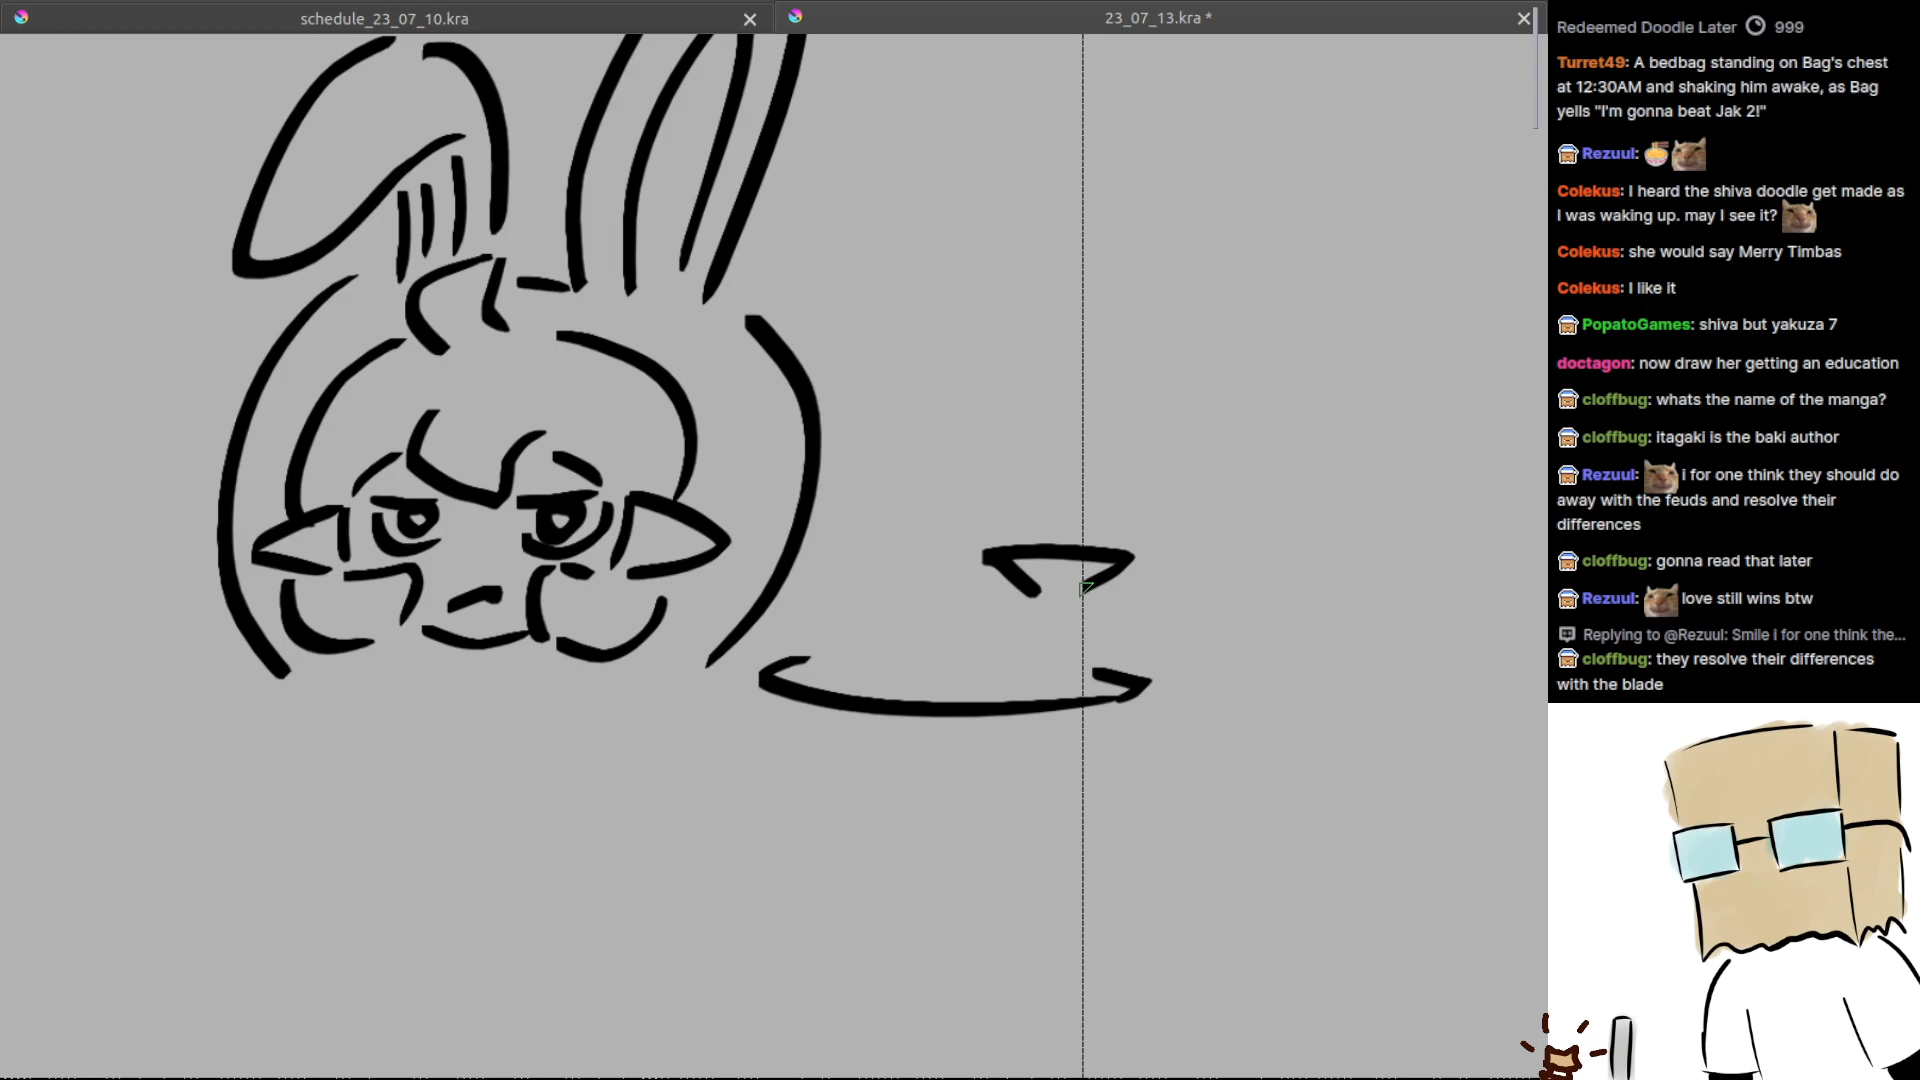 schedule_23_07_10.kra
23_07_13.kra *
Redeemed Doodle Later 999
Turret49: A bedbag standing on Bag's chest
at 12:30AM and shaking him awake, as Bag
yells "I'm gonna beat Jak 2!"
Rezuul:
Colekus: I heard the shiva doodle get made as
I was waking up. may I see it?
Colekus: she would say Merry Timbas
Colekus: I like it
PopatoGames: shiva but yakuza 7
doctagon: now draw her getting an education
cloffbug: whats the name of the manga?
cloffbug: itagaki is the baki author
Rezuul: i for one think they should do
away with the feuds and resolve their
differences
cloffbug: gonna read that later
Rezuul: love still wins btw
Replying to @Rezuul: Smile i for one think the...
cloffbug: they resolve their differences
with the blade